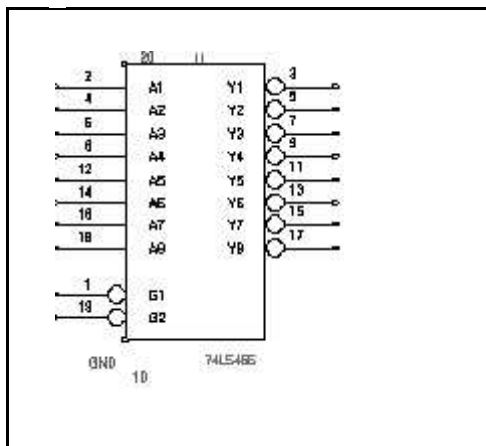 20
2 A1 Y1 3
4 A2 Y2 5
6 A3 Y3 7
8 A4 Y4 9
12 A5 Y5 11
14 A6 Y6 13
16 A7 Y7 15
18 A8 Y8 17
1 G1
19 G2
GND 74LS466
10